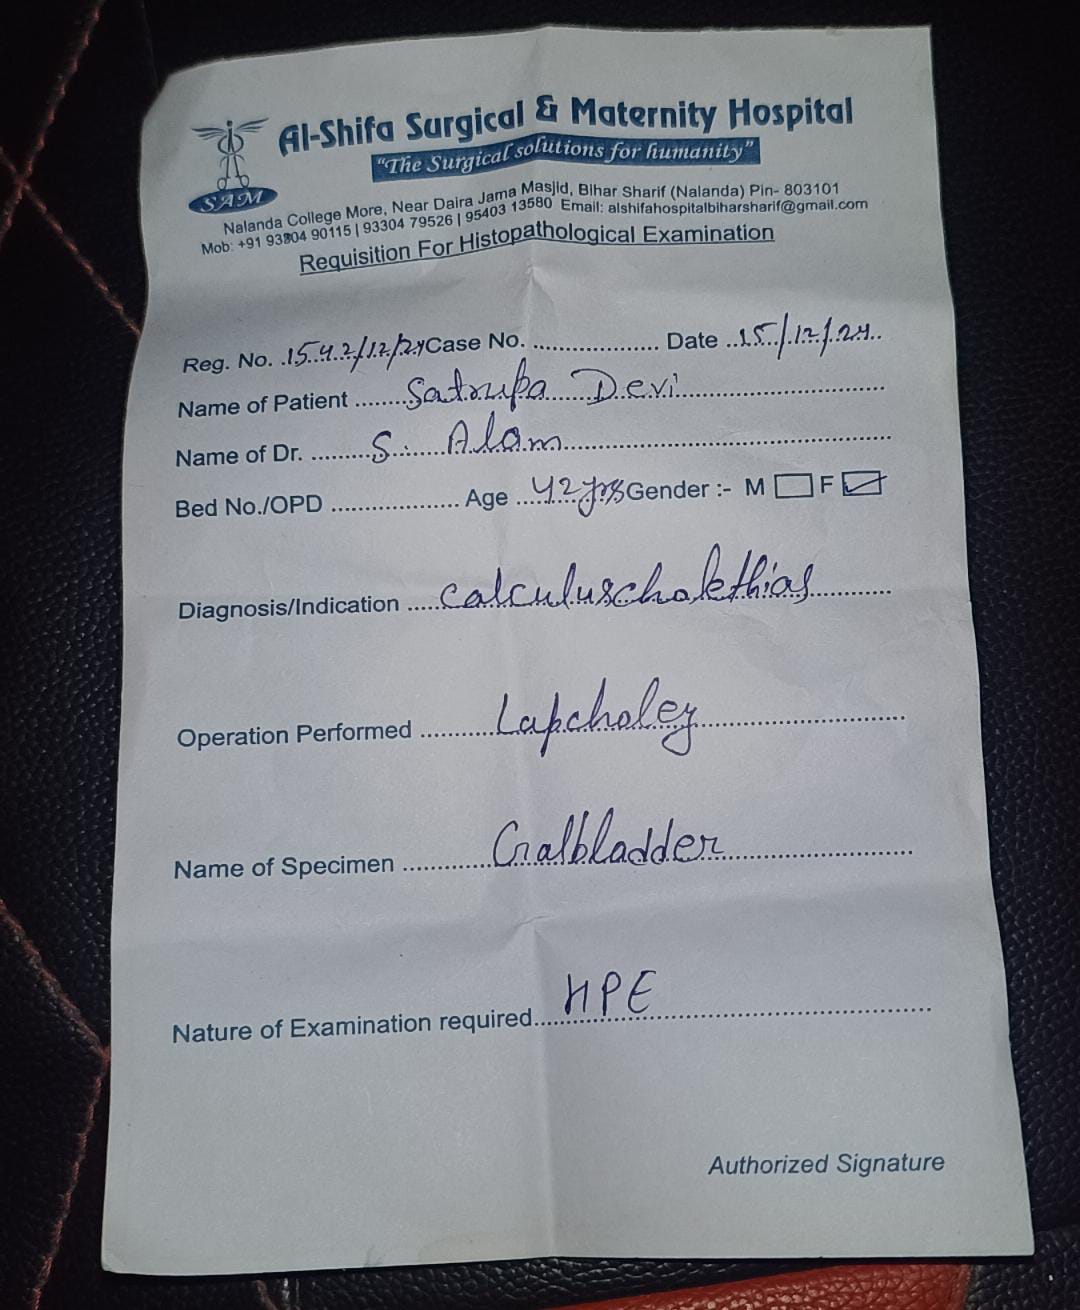 Al-Shifa Surgical & Maternity Hospital
"The Surgical solutions for humanity"
SAM
Nalanda College More, Near Daira Jama Masjid, Bihar Sharif (Nalanda) Pin- 803101
Mob: +91 93804 90115 | 93304 79526 | 95403 13580 Email: alshifahospitalbiharsharif@gmail.com
Requisition For Histopathological Examination
Reg. No. 1542/12/24 Case No. .................. Date 15/12/24
Name of Patient Satrupa Devi
Name of Dr. S. Alam
Bed No./OPD .................. Age 42 yrs Gender :- M F
Diagnosis/Indication calculuscholethias
Operation Performed Lapcholey
Name of Specimen Gralbladder
Nature of Examination required HPE
Authorized Signature